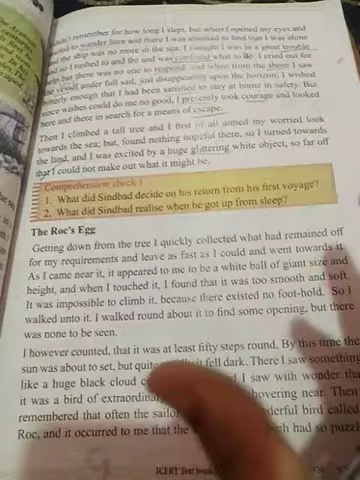 remember for how long I slept, but when I opened my eyes and
started to wander here and there I was to find that I was alone
and the ship was no more in the sea. I was in a great trouble
as I rushed to and fro and was confused what to do. I cried out for
help but there was no one to respond and when from the shore I saw
the vessel under full sail, just disappearing upon the horizon, I wished
bitterly enough that I had been satisfied to stay at home in safety. But
since wishes could do me no good, I presently took courage and looked
here and there in search for a means of escape.
Then I climbed a tall tree and I first of all aimed my worried look
towards the sea; but, found nothing hopeful there, so I turned towards
the land, and I was excited by a huge glittering white object, so far off
that I could not make out what it might be.
Comprehension check 1
1. What did Sindbad decide on his return from his first voyage?
2. What did Sindbad realise when he got up from sleep?
The Roc's Egg
Getting down from the tree I quickly collected what had remained off
for my requirements and leave as fast as I could and went towards it.
As I came near it, it appeared to me to be a white ball of giant size and
height, and when I touched it, I found that it was too smooth and soft.
It was impossible to climb it, because there existed no foot-hold. So I
walked unto it. I walked round about it to find some opening, but there
was none to be seen.
I however counted, that it was at least fifty steps round. By this time the
sun was about to set, but quite it fell dark. There I saw something
like a huge black cloud I saw with wonder that
it was a bird of hovering near. Then
remembered that often the bird called
Roc, and it occurred to me that the had so